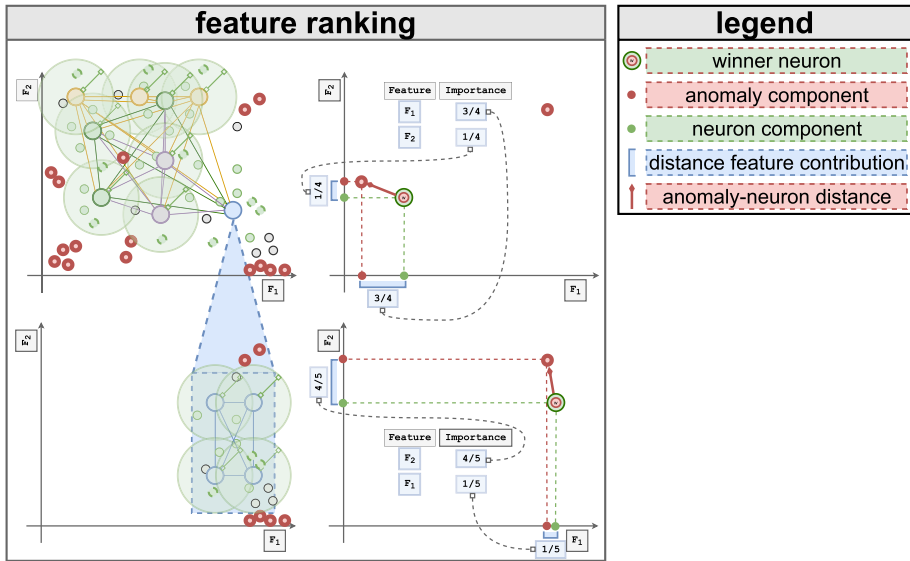 feature ranking
legend
winner neuron
anomaly component
neuron component
distance feature contribution
anomaly-neuron distance
F2
F1
F2
Feature Importance
F1 3/4
F2 1/4
1/4
3/4
F1
F2
F1
F2
4/5
Feature Importance
F2 4/5
F1 1/5
F1
1/5